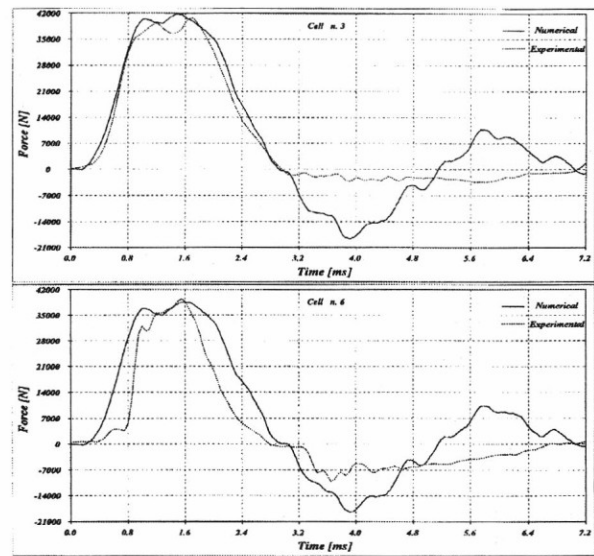 42000
Cell n. 3
Numerical
35000
Experimental
28000
21000
14000
7000
0
-7000
-14000
-21000
Force [N]
0.0 0.8 1.6 2.4 3.2 4.0 4.8 5.6 6.4 7.2
Time [ms]
42000
Cell n. 6
Numerical
35000
Experimental
28000
21000
14000
7000
0
-7000
-14000
-21000
Force [N]
0.0 0.8 1.6 2.4 3.2 4.0 4.8 5.6 6.4 7.2
Time [ms]